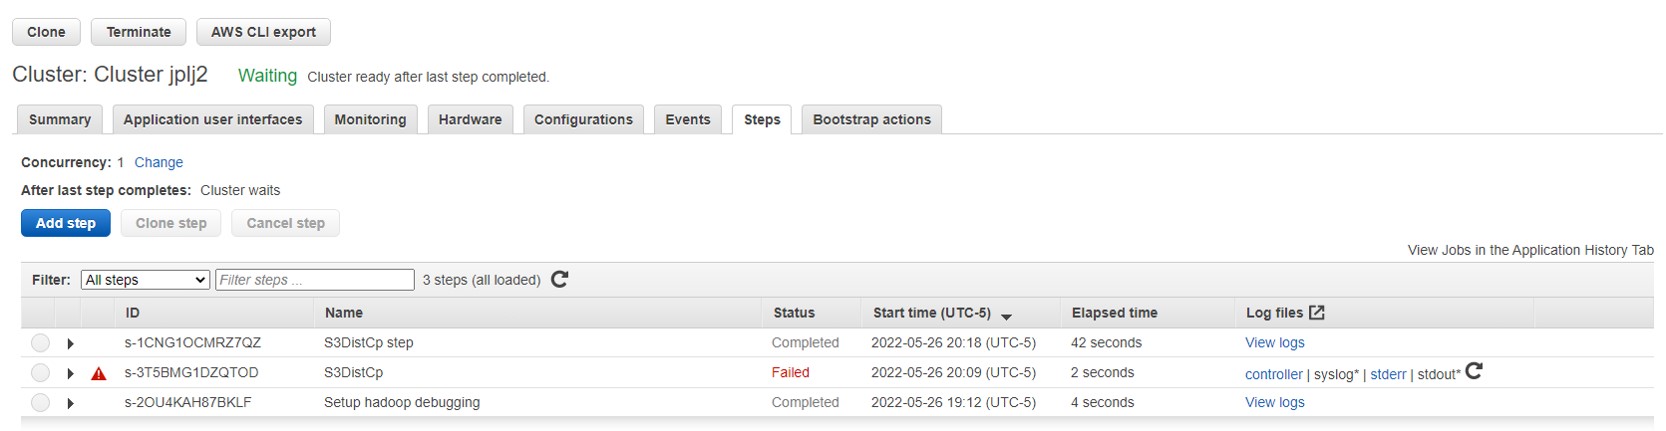 Clone Terminate AWS CLI export
Cluster: Cluster jplj2 Waiting Cluster ready after last step completed.
Summary Application user interfaces Monitoring Hardware Configurations Events Steps Bootstrap actions
Concurrency: 1 Change
After last step completes: Cluster waits
Add step Clone step Cancel step
View Jobs in the Application History Tab
Filter: All steps Filter steps ... 3 steps (all loaded)
ID Name Status Start time (UTC-5) Elapsed time Log files
s-1CNG1OCMRZ7QZ S3DistCp step Completed 2022-05-26 20:18 (UTC-5) 42 seconds View logs
s-3T5BMG1DZQTOD S3DistCp Failed 2022-05-26 20:09 (UTC-5) 2 seconds controller | syslog* | stderr | stdout*
s-2OU4KAH87BKLF Setup hadoop debugging Completed 2022-05-26 19:12 (UTC-5) 4 seconds View logs